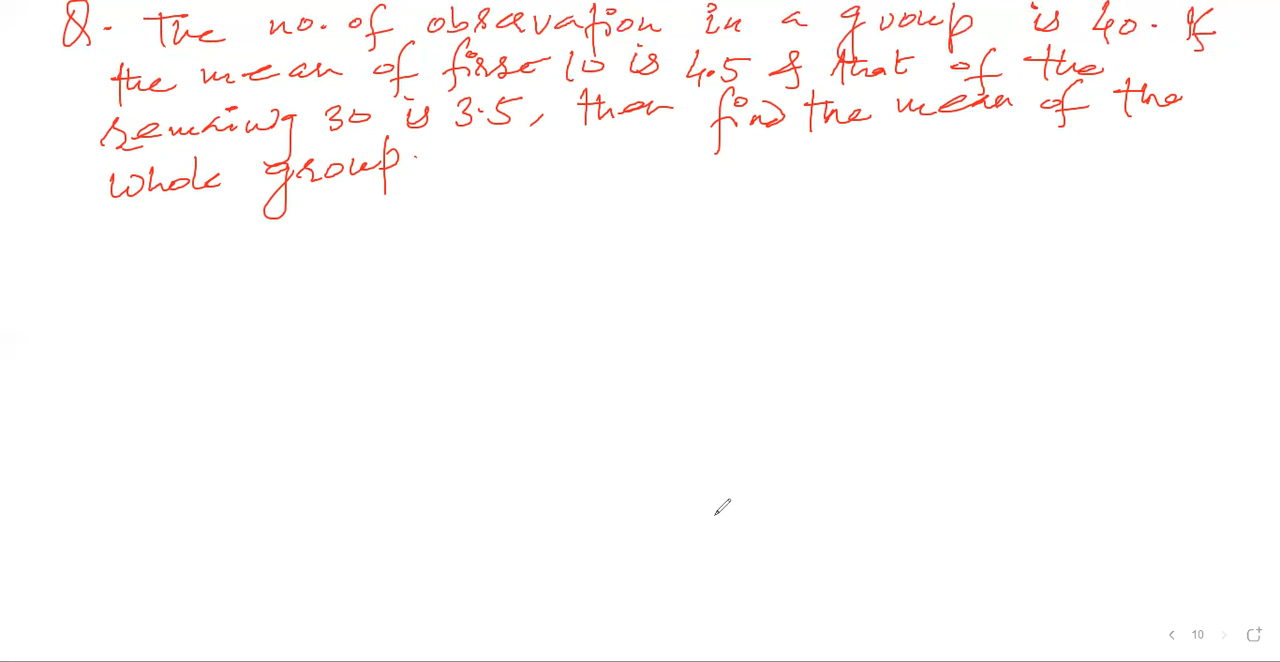 Q. The no. of observation in a group is 40. If
the mean of first 10 is 4.5 & that of the
remaining 30 is 3.5, then find the mean of the
whole group.
10